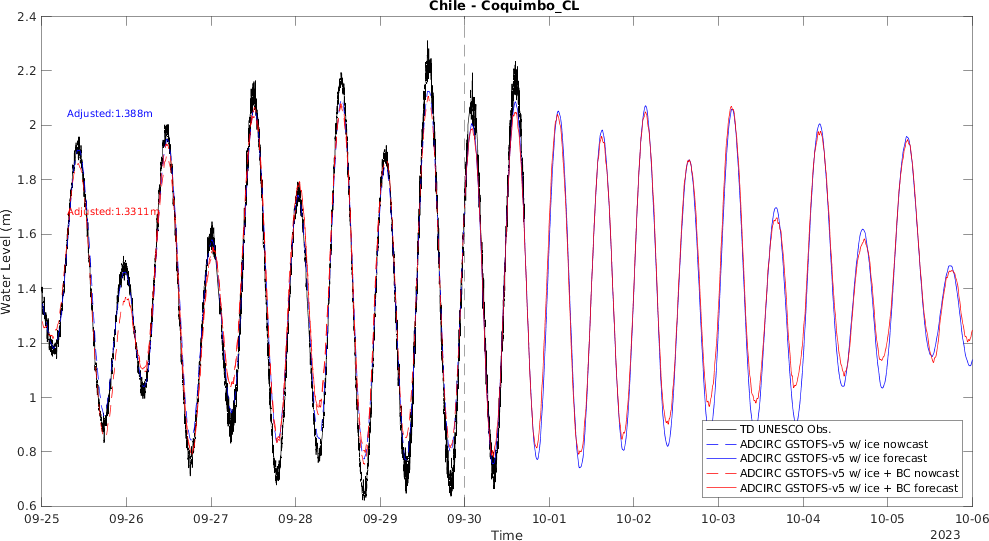 Chile - Coquimbo_CL
Water Level (m)
2.4
2.2
2
1.8
1.6
1.4
1.2
1
0.8
0.6
Adjusted:1.388m
Adjusted:1.3311m
TD UNESCO Obs.
ADCIRC GSTOFS-v5 w/ ice nowcast
ADCIRC GSTOFS-v5 w/ ice forecast
ADCIRC GSTOFS-v5 w/ ice + BC nowcast
ADCIRC GSTOFS-v5 w/ ice + BC forecast
09-25 09-26 09-27 09-28 09-29 09-30 10-01 10-02 10-03 10-04 10-05 10-06
Time
2023